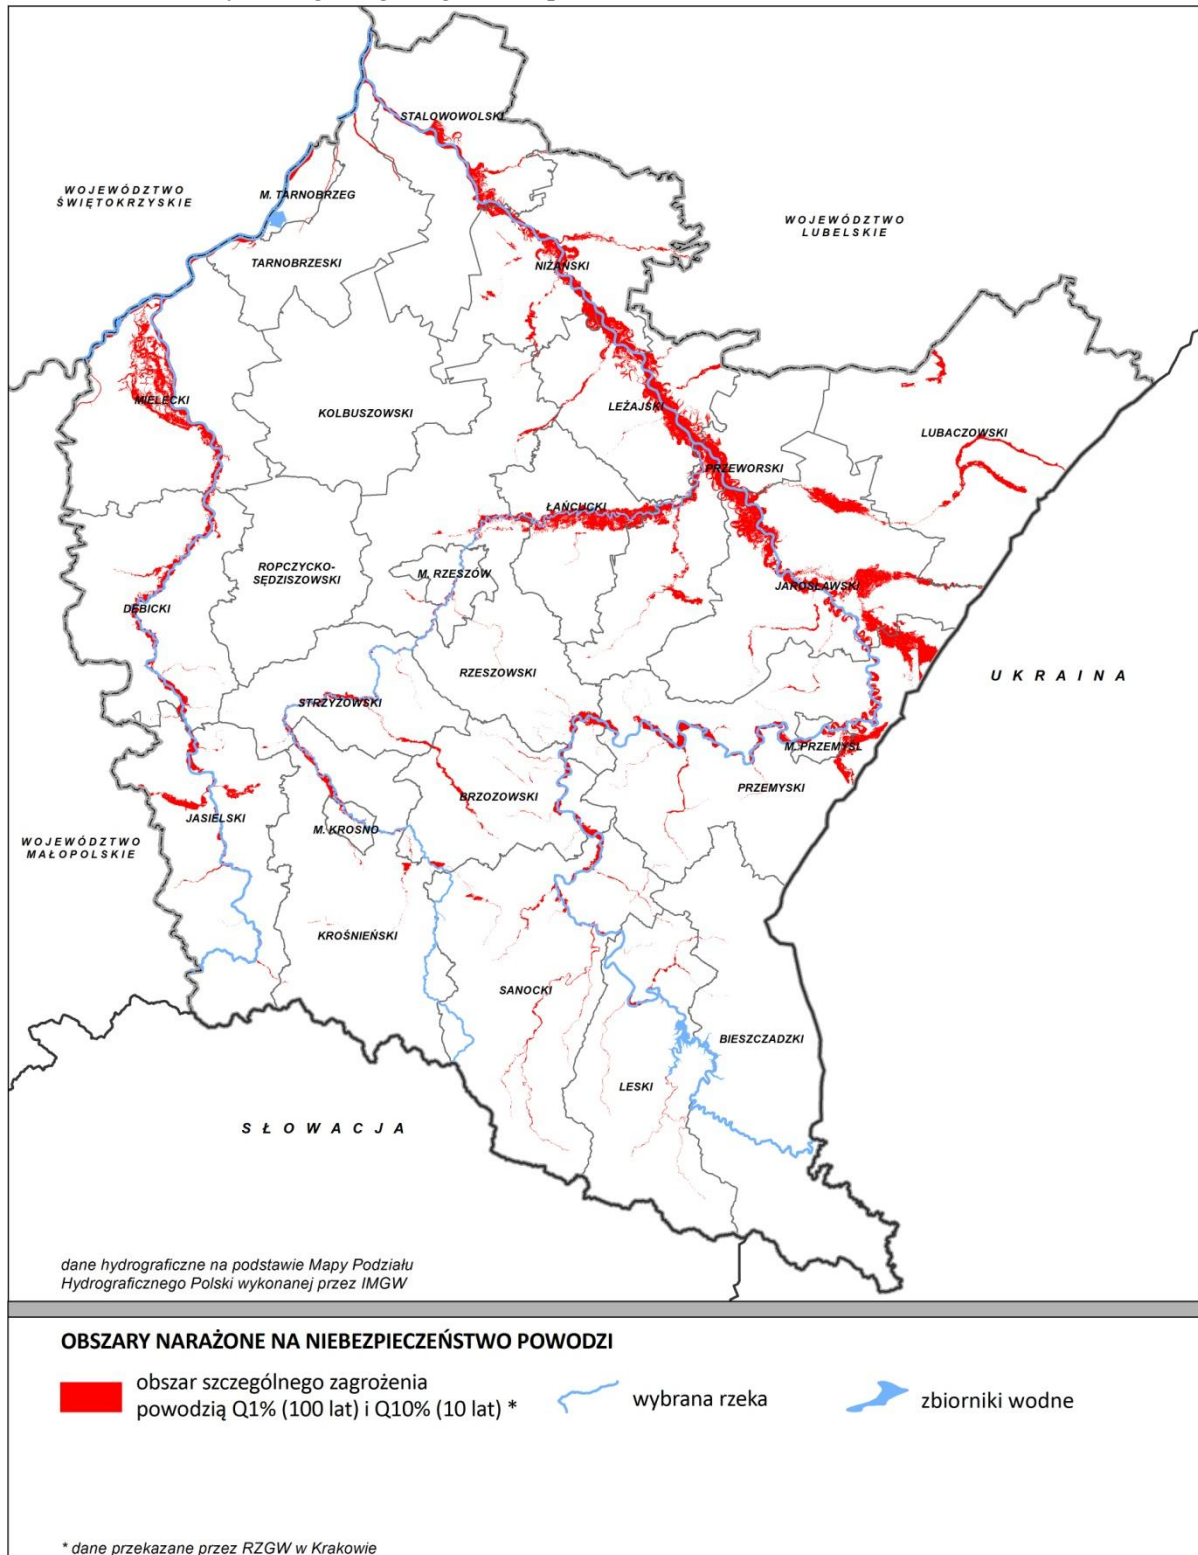 STALOWOWOLSKI
WOJEWÓDZTWO
ŚWIĘTOKRZYSKIE
M. TARNOBRZEG
WOJEWÓDZTWO
LUBELSKIE
TARNOBRZESKI
NIŻAŃSKI
MIELECKI
KOLBUSZOWSKI
LEŻAJSKI
LUBACZOWSKI
PRZEWORSKI
ŁAŃCUCKI
ROPCZYCKO-
SĘDZISZOWSKI
M. RZESZÓW
JAROSŁAWSKI
DĘBICKI
RZESZOWSKI
UKRAINA
STRZYŻOWSKI
M. PRZEMYŚL
PRZEMYSKI
BRZOZOWSKI
JASIELSKI
M. KROSNO
WOJEWÓDZTWO
MAŁOPOLSKIE
KROŚNIEŃSKI
SANOCKI
BIESZCZADZKI
LESKI
SŁOWACJA
dane hydrograficzne na podstawie Mapy Podziału
Hydrograficznego Polski wykonanej przez IMGW
OBSZARY NARAŻONE NA NIEBEZPIECZEŃSTWO POWODZI
obszar szczególnego zagrożenia
powodzią Q1% (100 lat) i Q10% (10 lat) *
wybrana rzeka
zbiorniki wodne
* dane przekazane przez RZGW w Krakowie